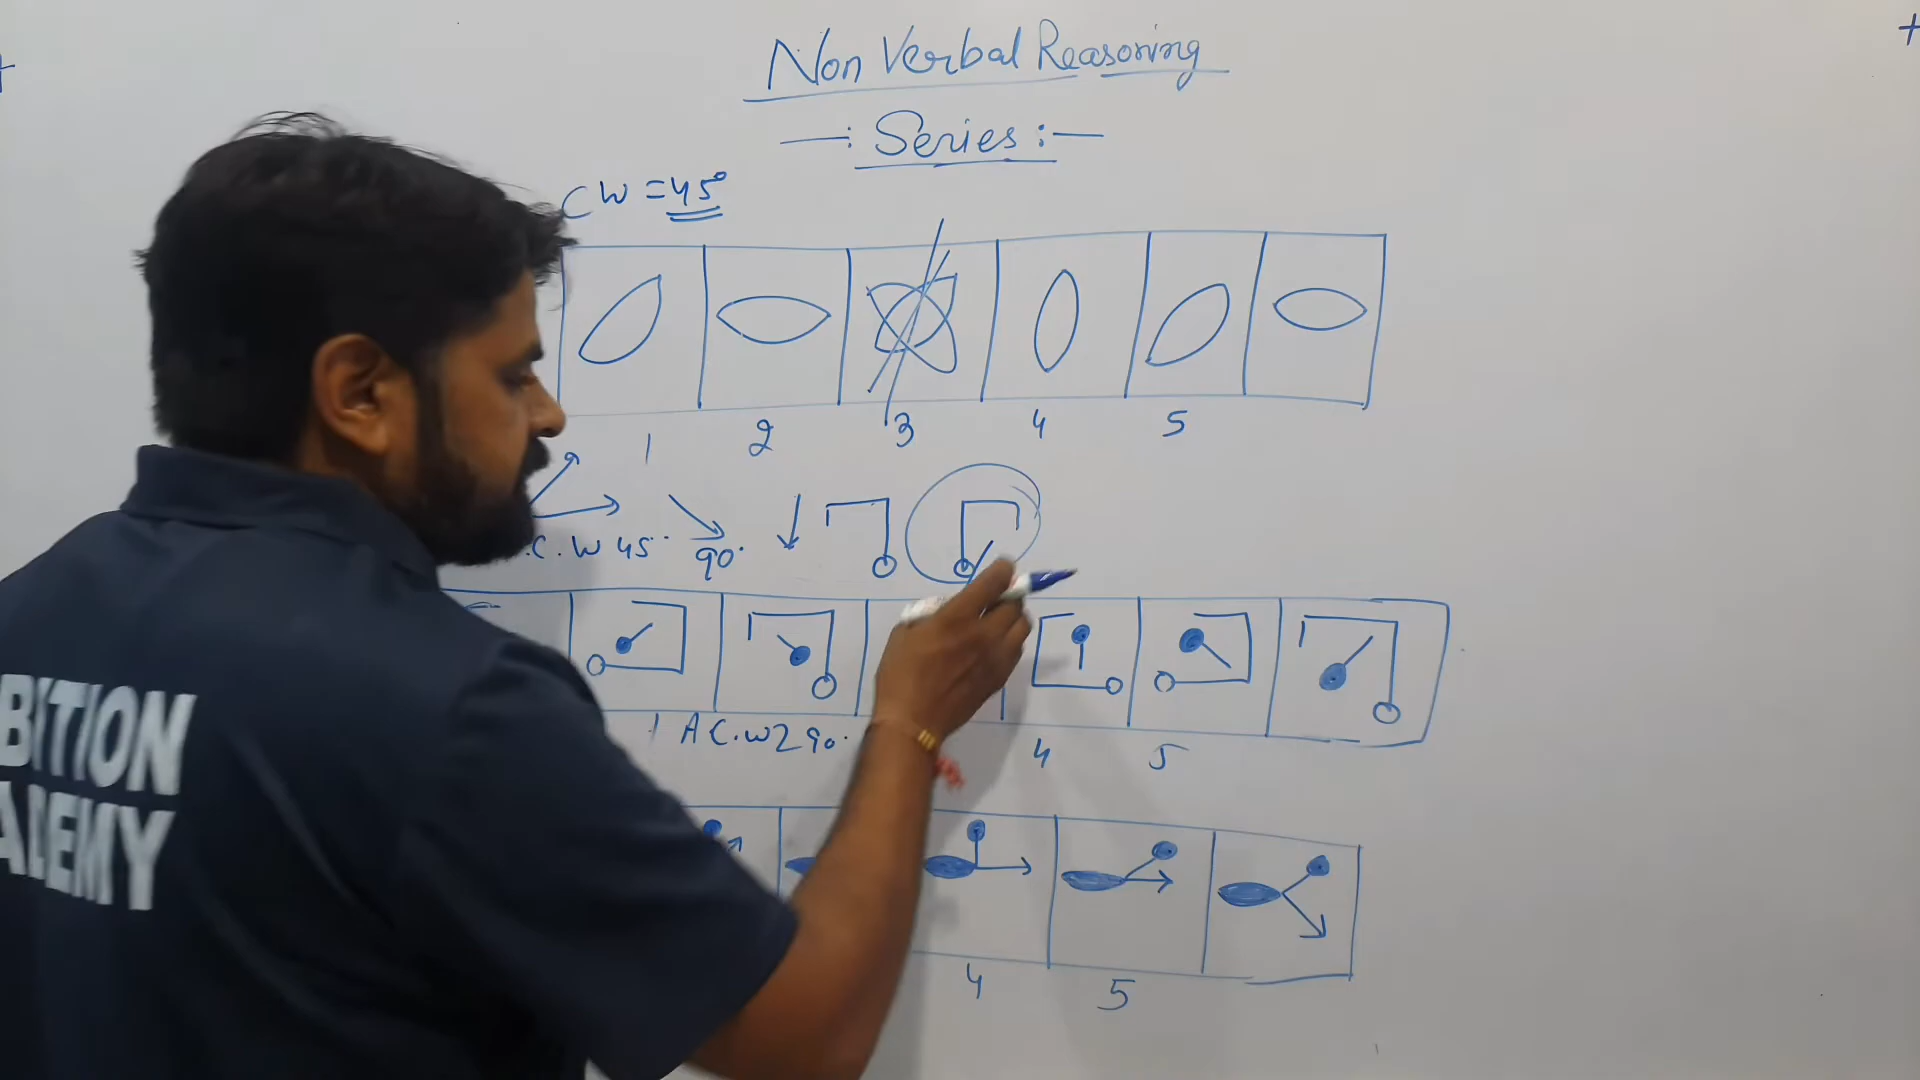 Non Verbal Reasoning
—: Series :—
CW = 45°
1 2 3 4 5
C. W 45°
90°
1 A C. W 2 90°
4 5
4 5
BITION
ADEMY